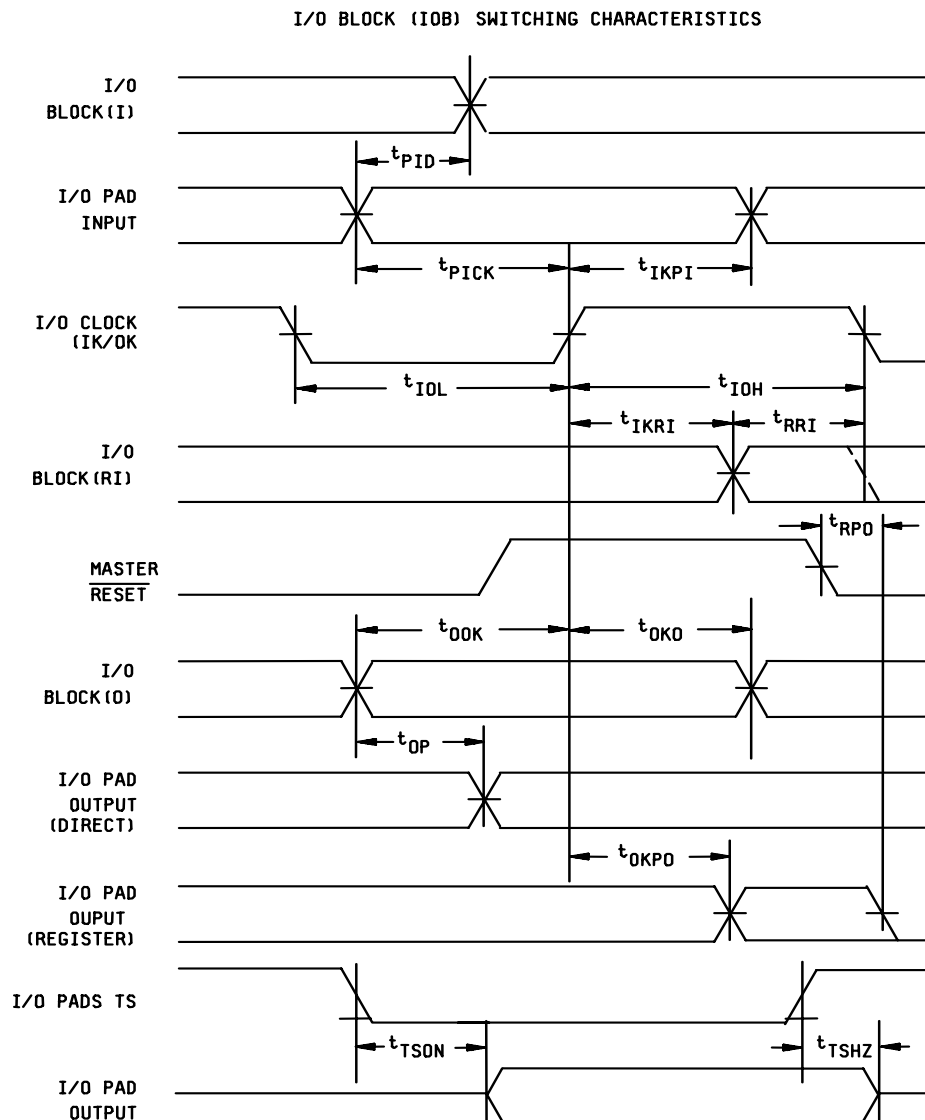 I/O BLOCK (IOB) SWITCHING CHARACTERISTICS
I/O
BLOCK(I)
tPID
I/O PAD
INPUT
tPICK
tIKPI
I/O CLOCK
(IK/OK
tIOL
tIOH
tIKRI
tRRI
I/O
BLOCK(RI)
tRPO
MASTER
RESET
tOOK
tOKO
I/O
BLOCK(O)
tOP
I/O PAD
OUTPUT
(DIRECT)
tOKPO
I/O PAD
OUPUT
(REGISTER)
I/O PADS TS
tTSON
tTSHZ
I/O PAD
OUTPUT